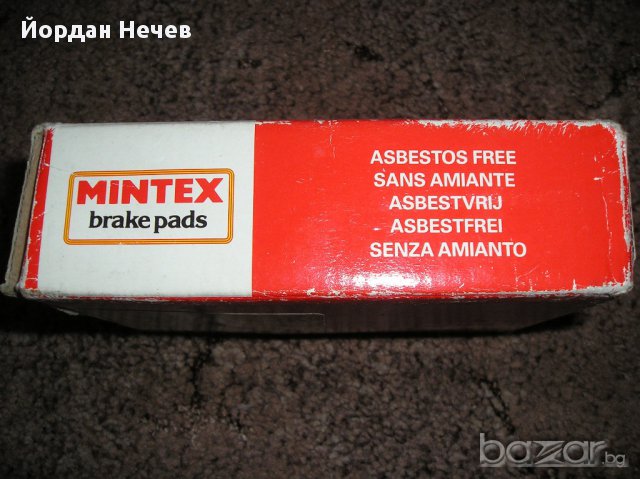 Йордан Нечев
MINTEX
brake pads
ASBESTOS FREE
SANS AMIANTE
ASBESTVRIJ
ASBESTFREI
SENZA AMIANTO
bazar.bg